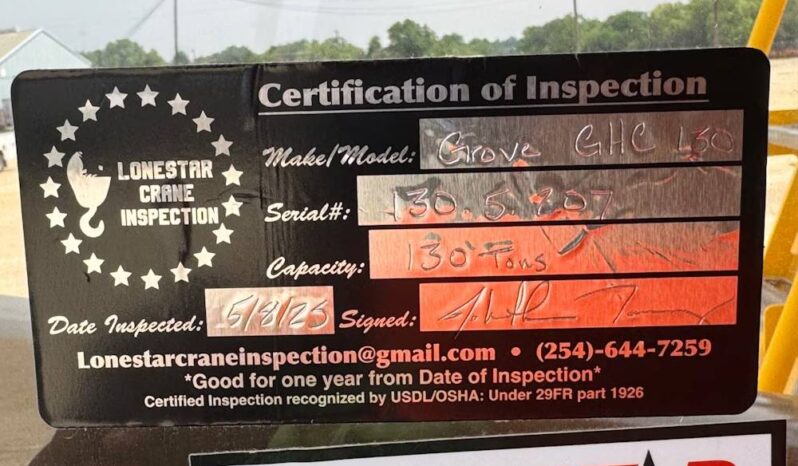 LONESTAR
CRANE
INSPECTION
Certification of Inspection
Make/Model: Grove GHC 130
Serial#: 130.5.207
Capacity: 130 Tons
Date Inspected: 5/8/25 Signed:
Lonestarcraneinspection@gmail.com • (254)-644-7259
*Good for one year from Date of Inspection*
Certified Inspection recognized by USDL/OSHA: Under 29FR part 1926